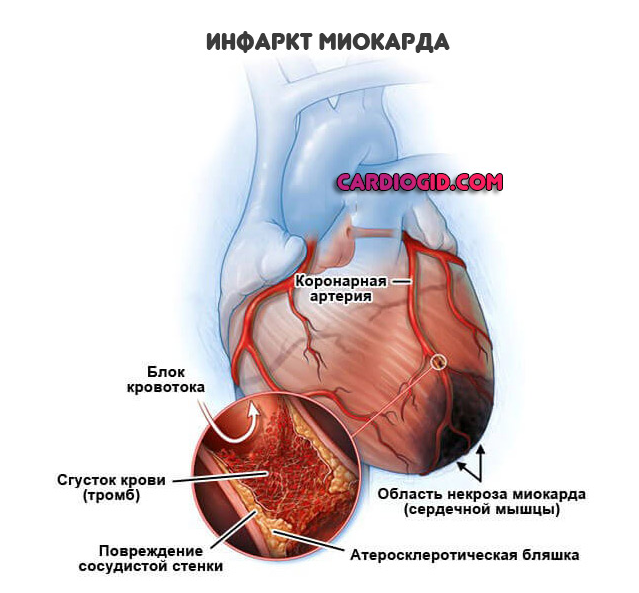 ИНФАРКТ МИОКАРДА
CARDIOGID.COM
Коронарная
артерия
Блок
кровотока
Сгусток крови
(тромб)
Область некроза миокарда
(сердечной мышцы)
Повреждение
сосудистой стенки
Атеросклеротическая бляшка